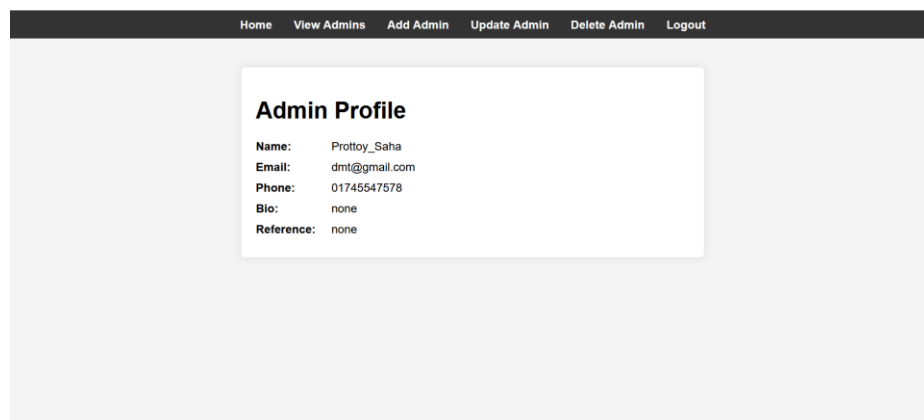 Home View Admins Add Admin Update Admin Delete Admin Logout
Admin Profile
Name: Prottoy_Saha
Email: dmt@gmail.com
Phone: 01745547578
Bio: none
Reference: none